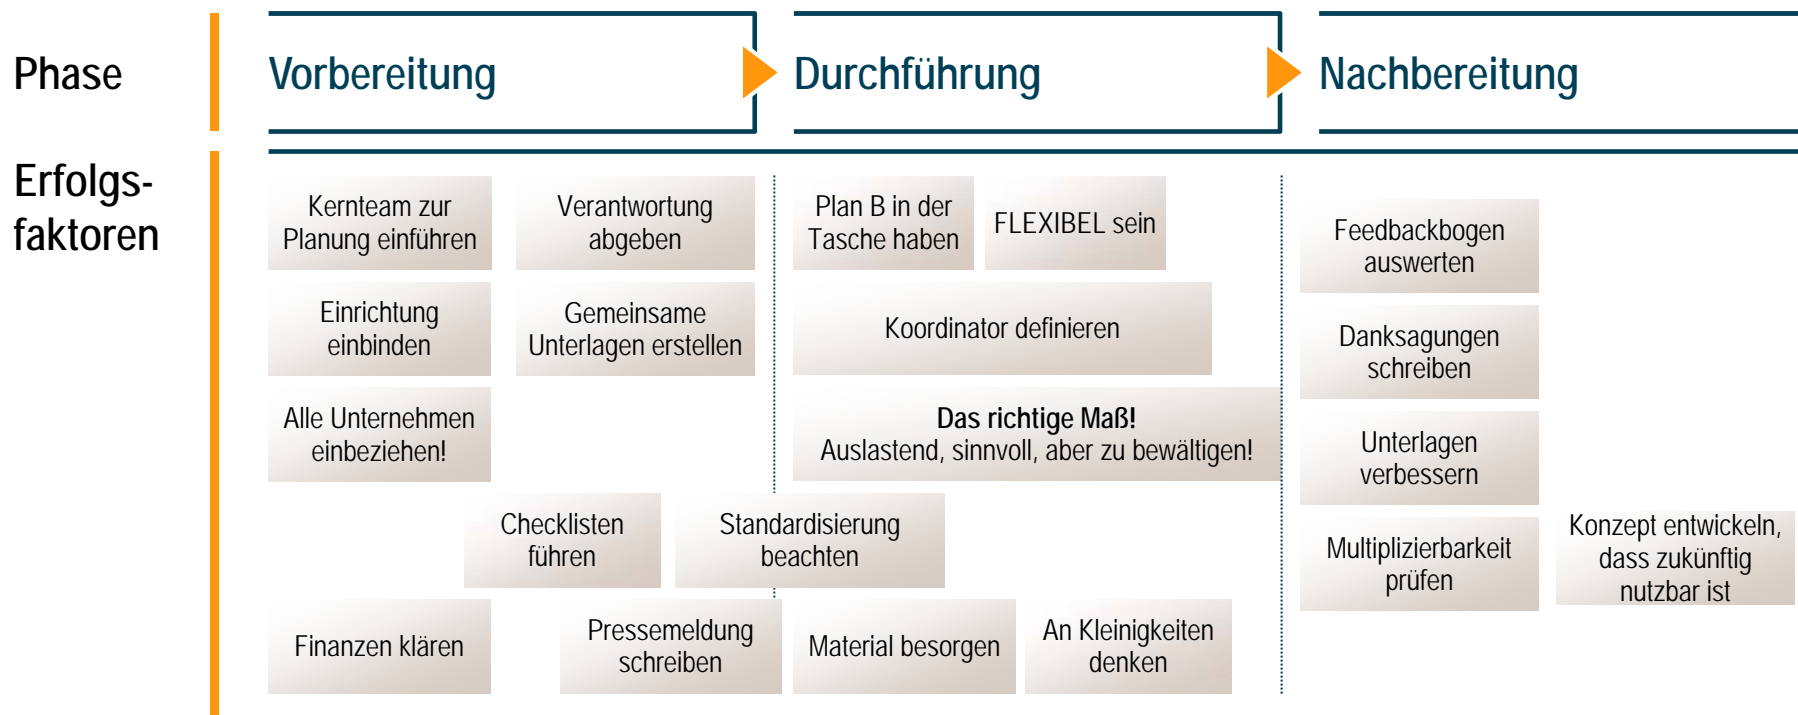 Phase
Vorbereitung
Durchführung
Nachbereitung
Erfolgs-
faktoren
Kernteam zur
Planung einführen
Verantwortung
abgeben
Einrichtung
einbinden
Gemeinsame
Unterlagen erstellen
Alle Unternehmen
einbeziehen!
Checklisten
führen
Standardisierung
beachten
Finanzen klären
Pressemeldung
schreiben
Plan B in der
Tasche haben
FLEXIBEL sein
Koordinator definieren
Das richtige Maß!
Auslastend, sinnvoll, aber zu bewältigen!
Material besorgen
An Kleinigkeiten
denken
Feedbackbogen
auswerten
Danksagungen
schreiben
Unterlagen
verbessern
Multiplizierbarkeit
prüfen
Konzept entwickeln,
dass zukünftig
nutzbar ist